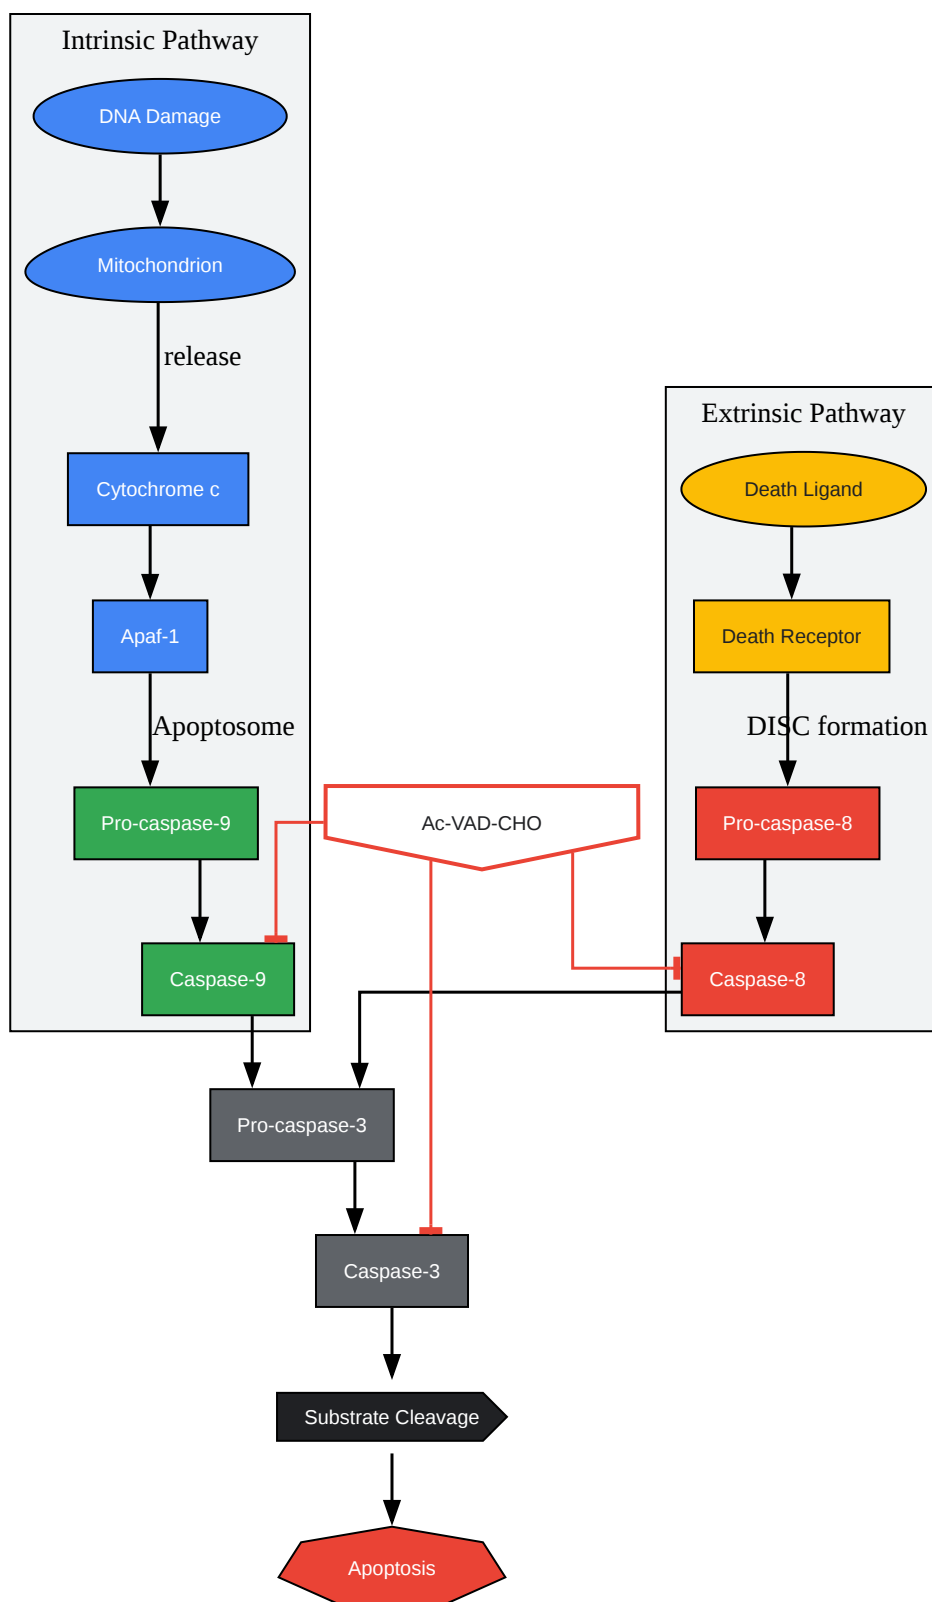 Intrinsic Pathway
DNA Damage
Mitochondrion
release
Cytochrome c
Apaf-1
Apoptosome
Pro-caspase-9
Caspase-9
Extrinsic Pathway
Death Ligand
Death Receptor
DISC formation
Pro-caspase-8
Caspase-8
Ac-VAD-CHO
Pro-caspase-3
Caspase-3
Substrate Cleavage
Apoptosis